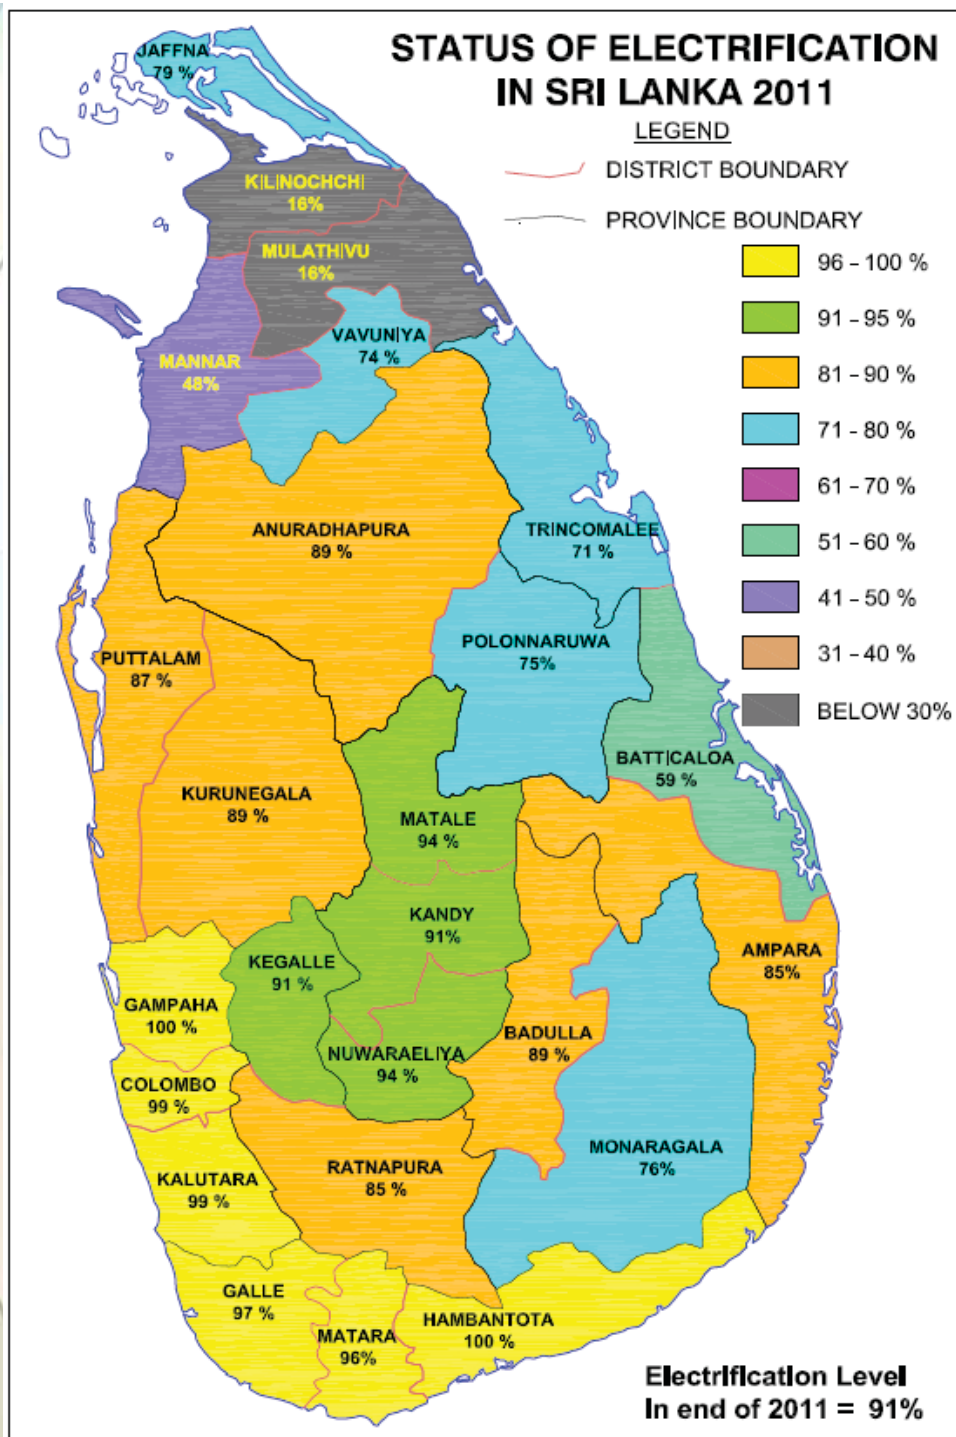 STATUS OF ELECTRIFICATION
IN SRI LANKA 2011
LEGEND
DISTRICT BOUNDARY
PROVINCE BOUNDARY
96 – 100 %
91 – 95 %
81 – 90 %
71 – 80 %
61 – 70 %
51 – 60 %
41 – 50 %
31 – 40 %
BELOW 30%
JAFFNA
79 %
KILINOCHCHI
16%
MULATHIVU
16%
VAVUNIYA
74 %
MANNAR
48%
ANURADHAPURA
89 %
TRINCOMALEE
71 %
POLONNARUWA
75%
PUTTALAM
87 %
BATTICALOA
59 %
KURUNEGALA
89 %
MATALE
94 %
KANDY
91%
KEGALLE
91 %
AMPARA
85%
GAMPAHA
100 %
BADULLA
89 %
NUWARAELIYA
94 %
COLOMBO
99 %
MONARAGALA
76%
RATNAPURA
85 %
KALUTARA
99 %
GALLE
97 %
MATARA
96%
HAMBANTOTA
100 %
Electrification Level
In end of 2011 = 91%